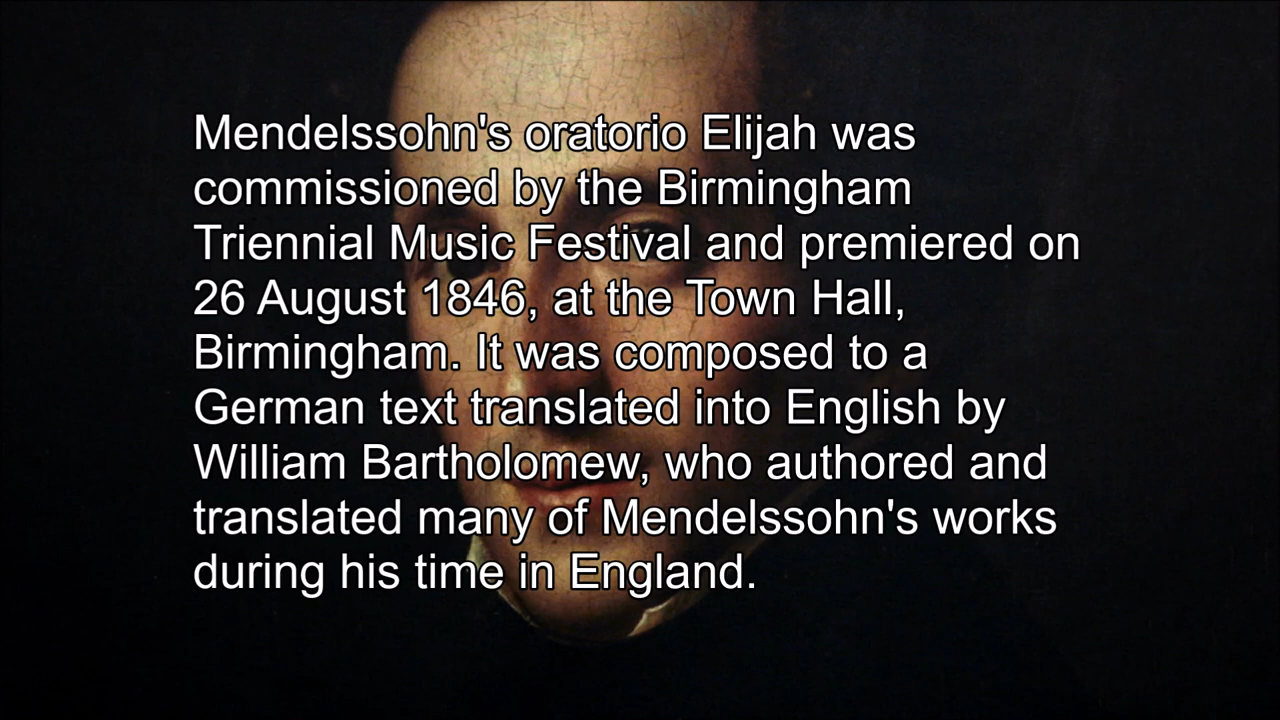 Mendelssohn's oratorio Elijah was
commissioned by the Birmingham
Triennial Music Festival and premiered on
26 August 1846, at the Town Hall,
Birmingham. It was composed to a
German text translated into English by
William Bartholomew, who authored and
translated many of Mendelssohn's works
during his time in England.